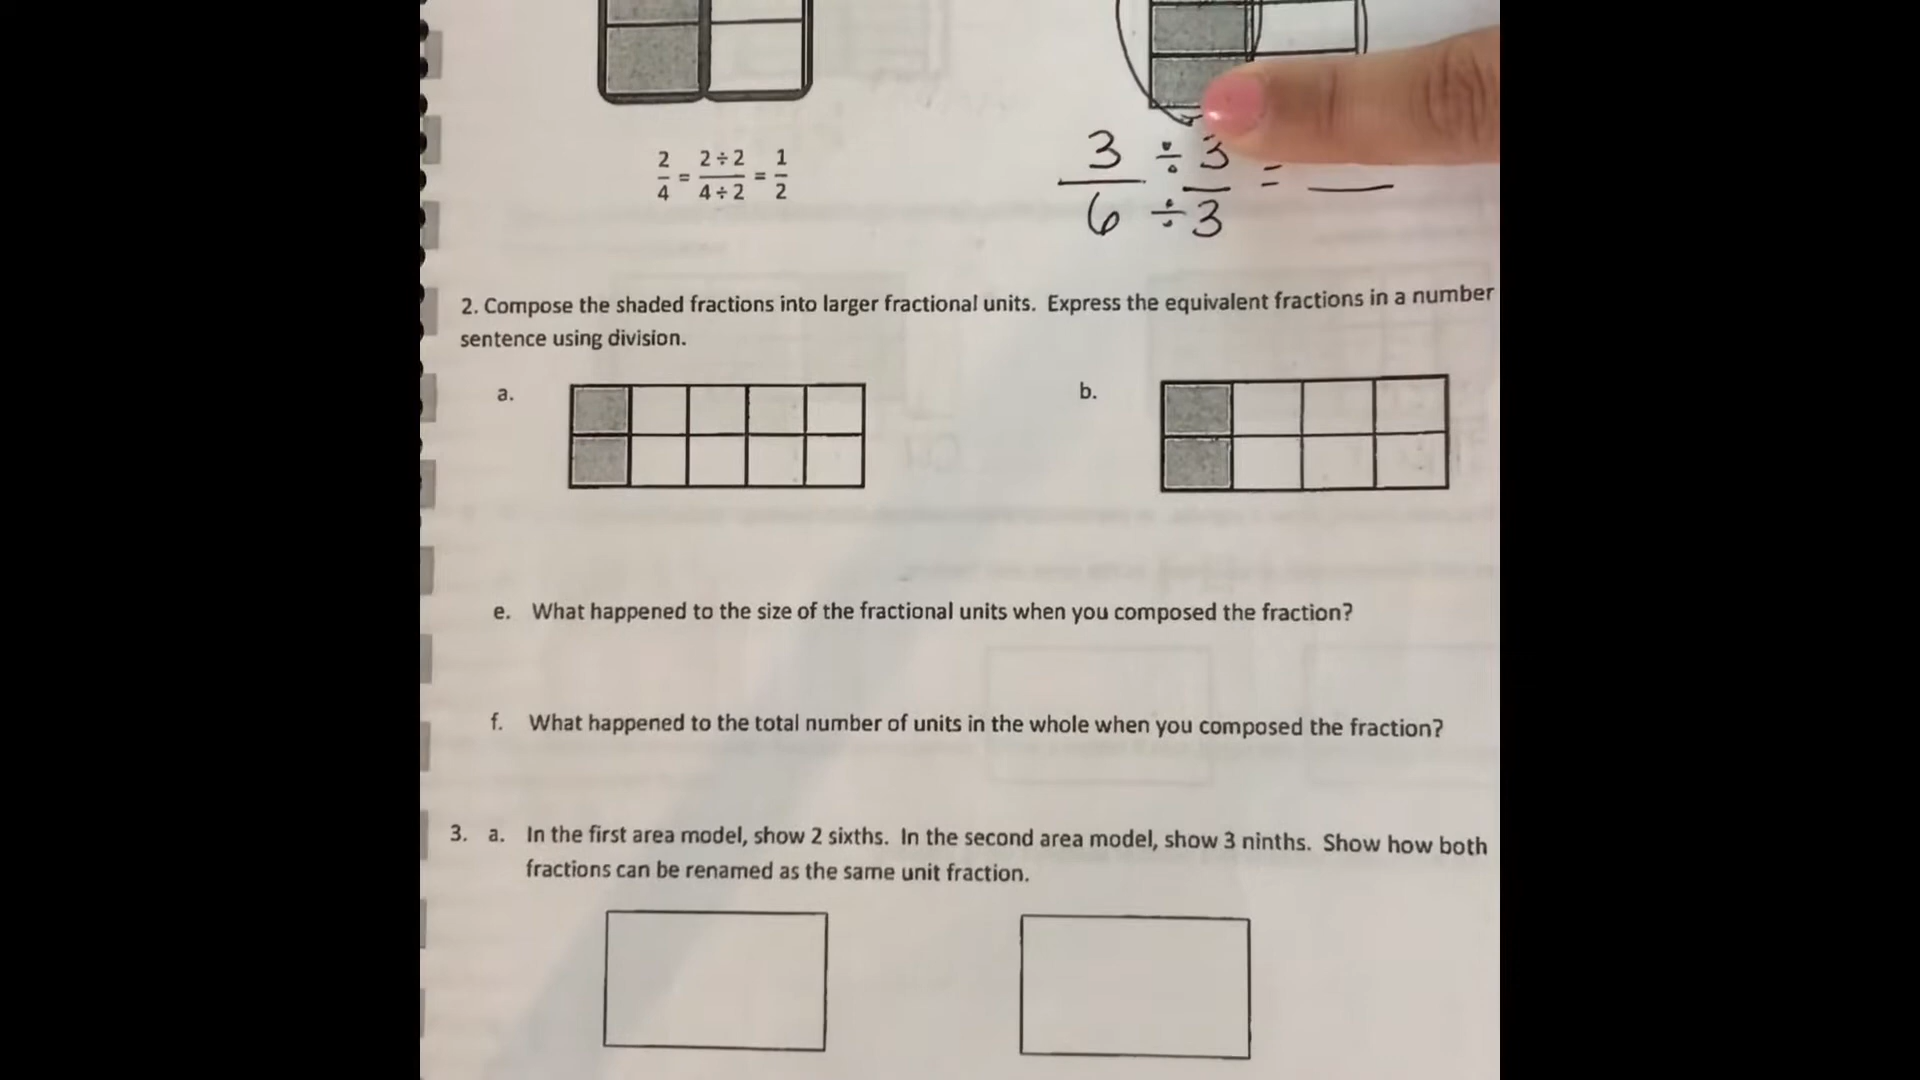 2/4 = 2÷2/4÷2 = 1/2
3/6 ÷ 3/÷ 3 = __
2. Compose the shaded fractions into larger fractional units. Express the equivalent fractions in a number
sentence using division.
a.
b.
e. What happened to the size of the fractional units when you composed the fraction?
f. What happened to the total number of units in the whole when you composed the fraction?
3. a. In the first area model, show 2 sixths. In the second area model, show 3 ninths. Show how both
fractions can be renamed as the same unit fraction.